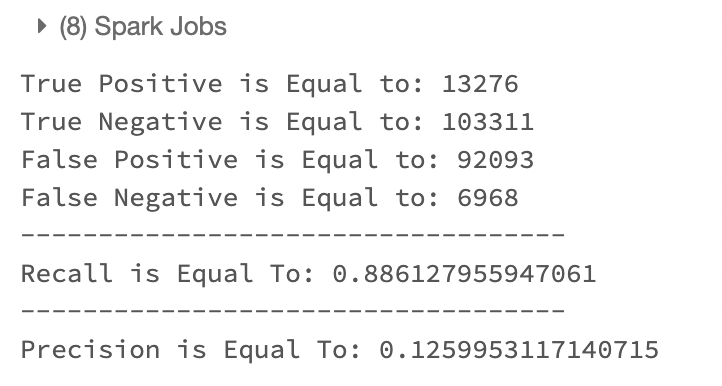 (8) Spark Jobs
True Positive is Equal to: 13276
True Negative is Equal to: 103311
False Positive is Equal to: 92093
False Negative is Equal to: 6968
-----------------------------------
Recall is Equal To: 0.886127955947061
-----------------------------------
Precision is Equal To: 0.1259953117140715